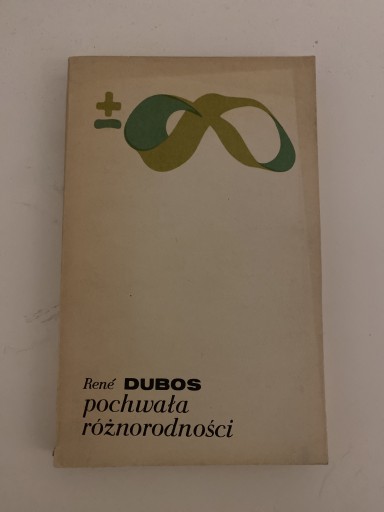 ±
René DUBOS
pochwała
różnorodności